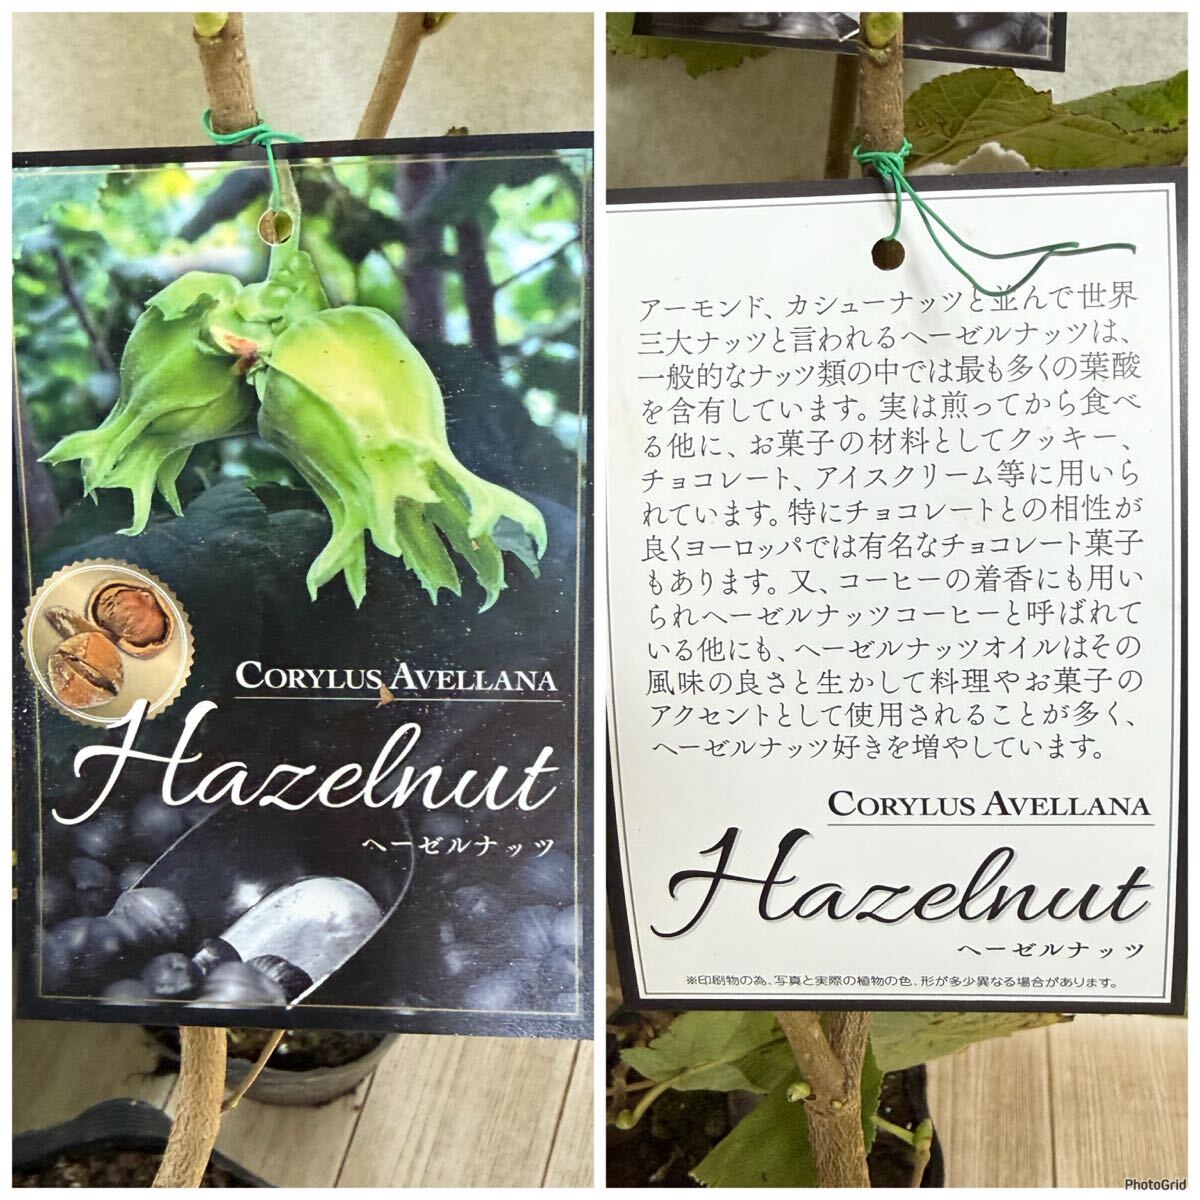 CORYLUS AVELLANA
Hazelnut
ヘーゼルナッツ
アーモンド、カシューナッツと並んで世界
三大ナッツと言われるヘーゼルナッツは、
一般的なナッツ類の中では最も多くの葉酸
を含有しています。実は煎ってから食べ
る他に、お菓子の材料としてクッキー、
チョコレート、アイスクリーム等に用いら
れています。特にチョコレートとの相性が
良くヨーロッパでは有名なチョコレート菓子
もあります。又、コーヒーの着香にも用い
られヘーゼルナッツコーヒーと呼ばれて
いる他にも、ヘーゼルナッツオイルはその
風味の良さと生かして料理やお菓子の
アクセントとして使用されることが多く、
ヘーゼルナッツ好きを増やしています。
CORYLUS AVELLANA
Hazelnut
ヘーゼルナッツ
※印刷物の為、写真と実際の植物の色、形が多少異なる場合があります。
PhotoGrid